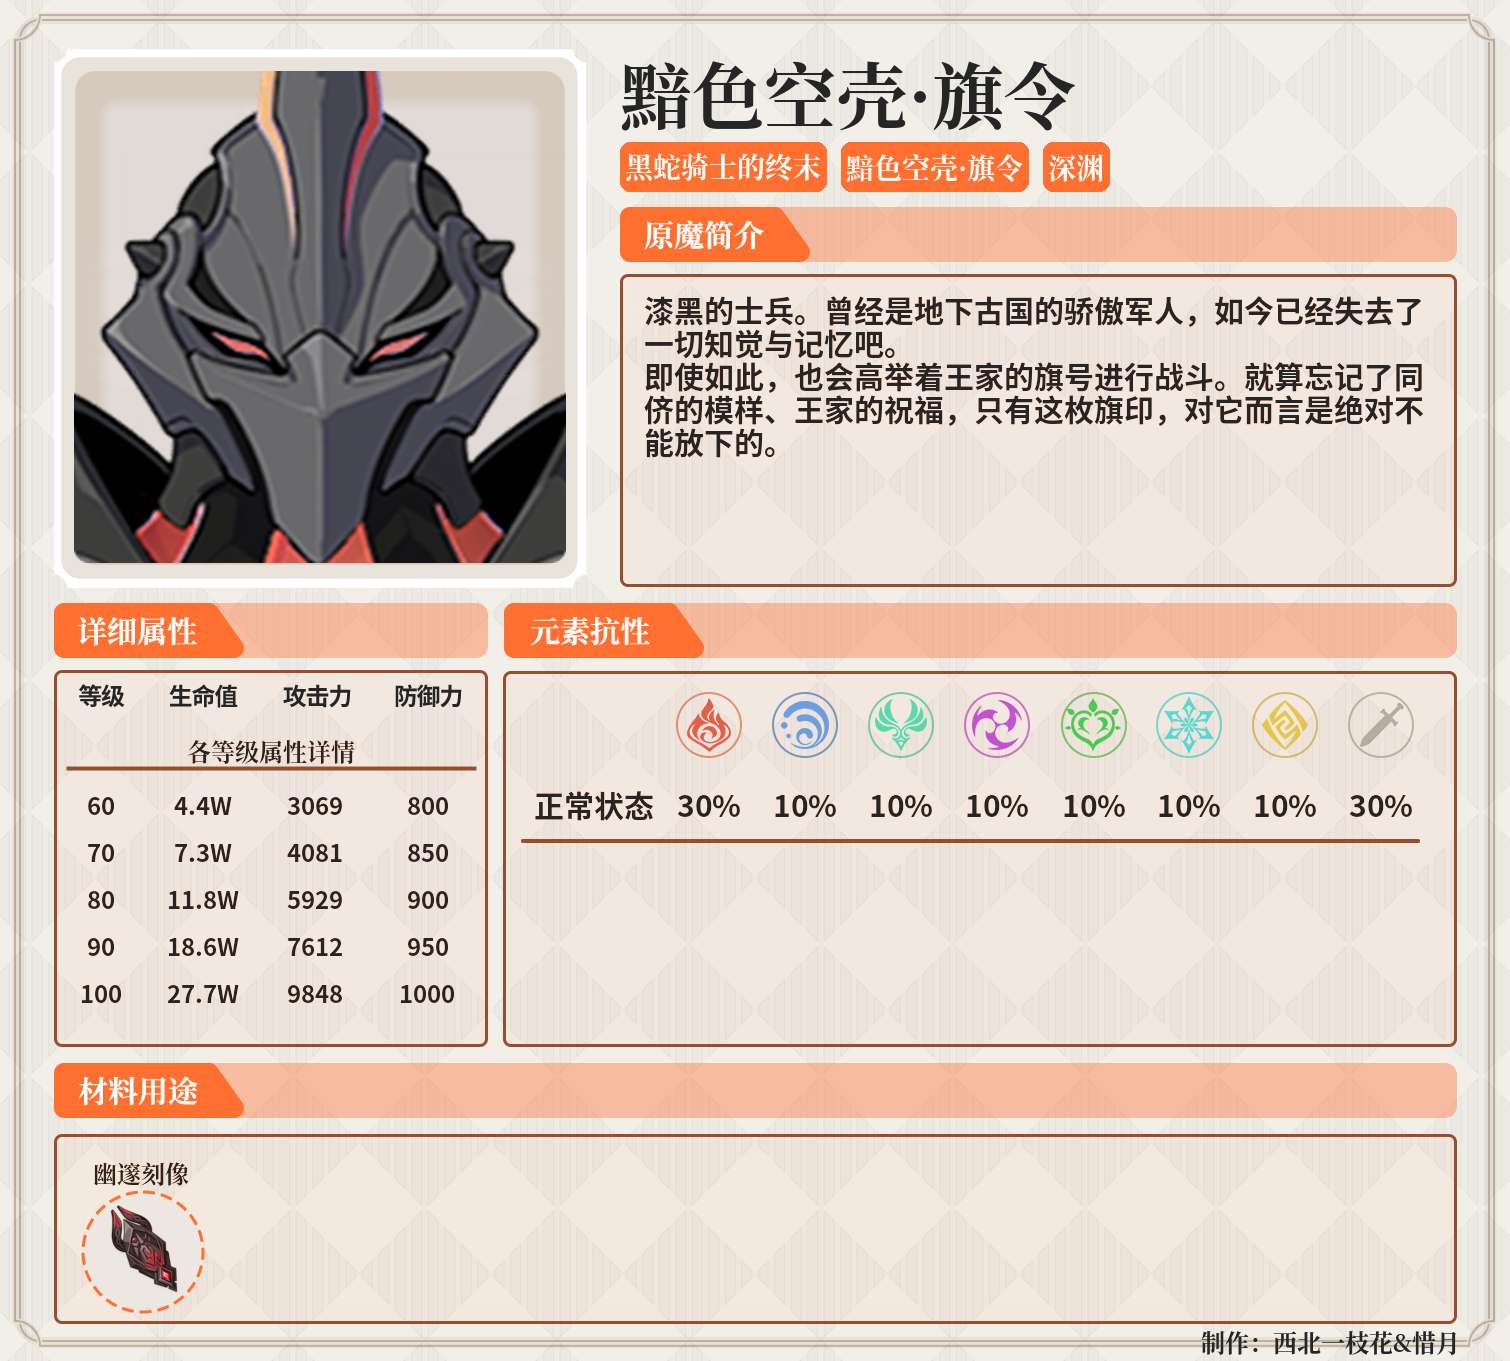 黯色空壳·旗令
黑蛇骑士的终末 黯色空壳·旗令 深渊
原魔简介
漆黑的士兵。曾经是地下古国的骄傲军人，如今已经失去了
一切知觉与记忆吧。
即使如此，也会高举着王家的旗号进行战斗。就算忘记了同
侪的模样、王家的祝福，只有这枚旗印，对它而言是绝对不
能放下的。
详细属性
等级 生命值 攻击力 防御力
各等级属性详情
60 4.4W 3069 800
70 7.3W 4081 850
80 11.8W 5929 900
90 18.6W 7612 950
100 27.7W 9848 1000
元素抗性
正常状态 30% 10% 10% 10% 10% 10% 10% 30%
材料用途
幽邃刻像
制作：西北一枝花&惜月